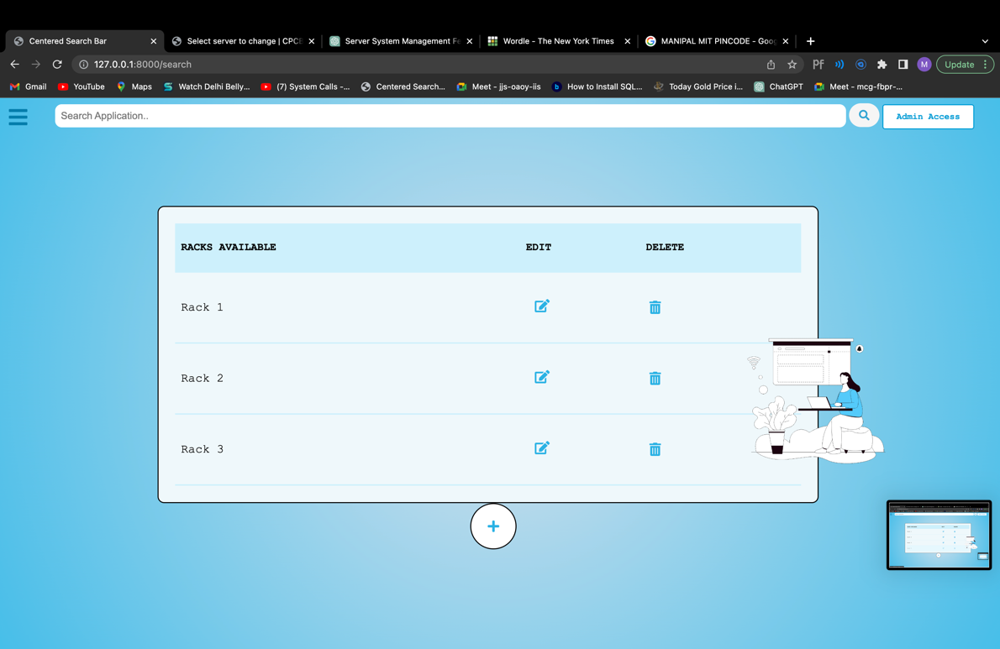 Centered Search Bar
Select server to change | CPCE
Server System Management Fe
Wordle - The New York Times
MANIPAL MIT PINCODE - Goog
127.0.0.1:8000/search
PF
M
Update
Gmail
YouTube
Maps
Watch Delhi Belly...
(7) System Calls -...
Centered Search...
Meet - jjs-oaoy-iis
b
How to Install SQL...
Today Gold Price i...
ChatGPT
Meet - mcg-fbpr-...
Search Application..
Admin Access
RACKS AVAILABLE EDIT DELETE
Rack 1
Rack 2
Rack 3
+